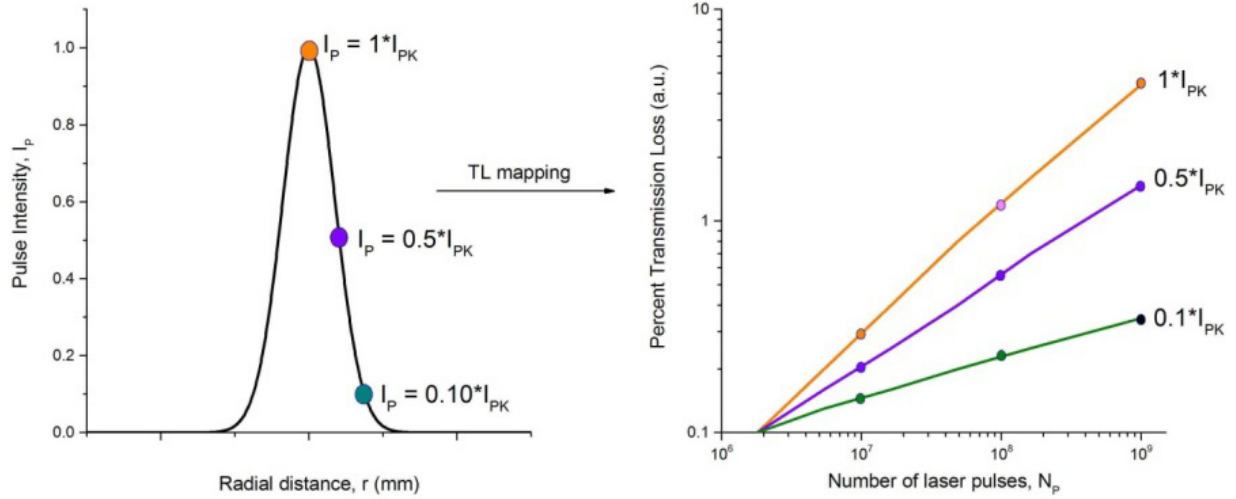 1.0
0.8
0.6
0.4
0.2
0.0
Pulse Intensity, I_P
Radial distance, r (mm)
I_P = 1*I_PK
I_P = 0.5*I_PK
I_P = 0.10*I_PK
TL mapping
10
1
0.1
Percent Transmission Loss (a.u.)
10^6
10^7
10^8
10^9
Number of laser pulses, N_P
1*I_PK
0.5*I_PK
0.1*I_PK